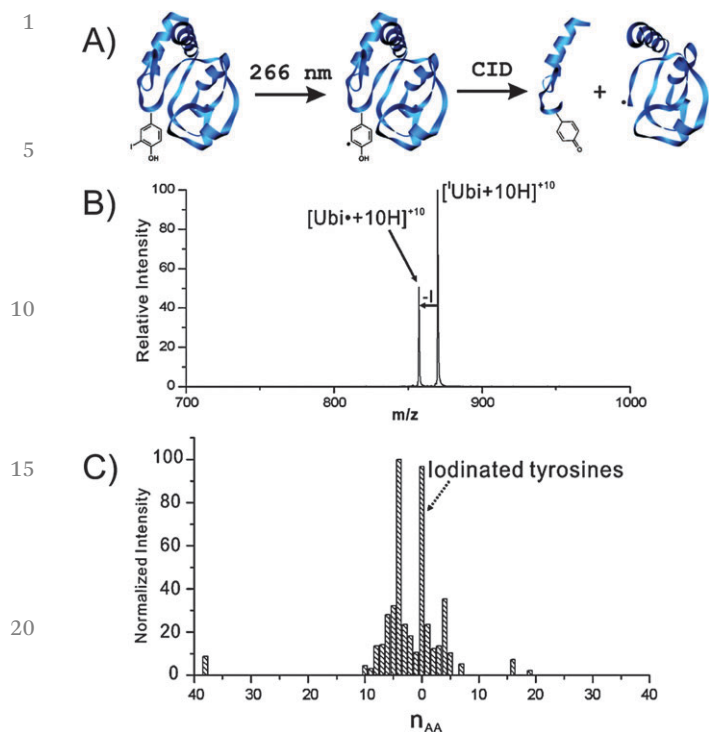 1
A)
266 nm
CID
+
I
OH
OH
O
5
B)
[ᴵUbi+10H]⁺¹⁰
[Ubi•+10H]⁺¹⁰
-I
Relative Intensity
100
80
60
40
20
0
10
700
800
900
1000
m/z
15
C)
Iodinated tyrosines
Normalized Intensity
100
80
60
40
20
0
20
40
30
20
10
0
10
20
30
40
nAA